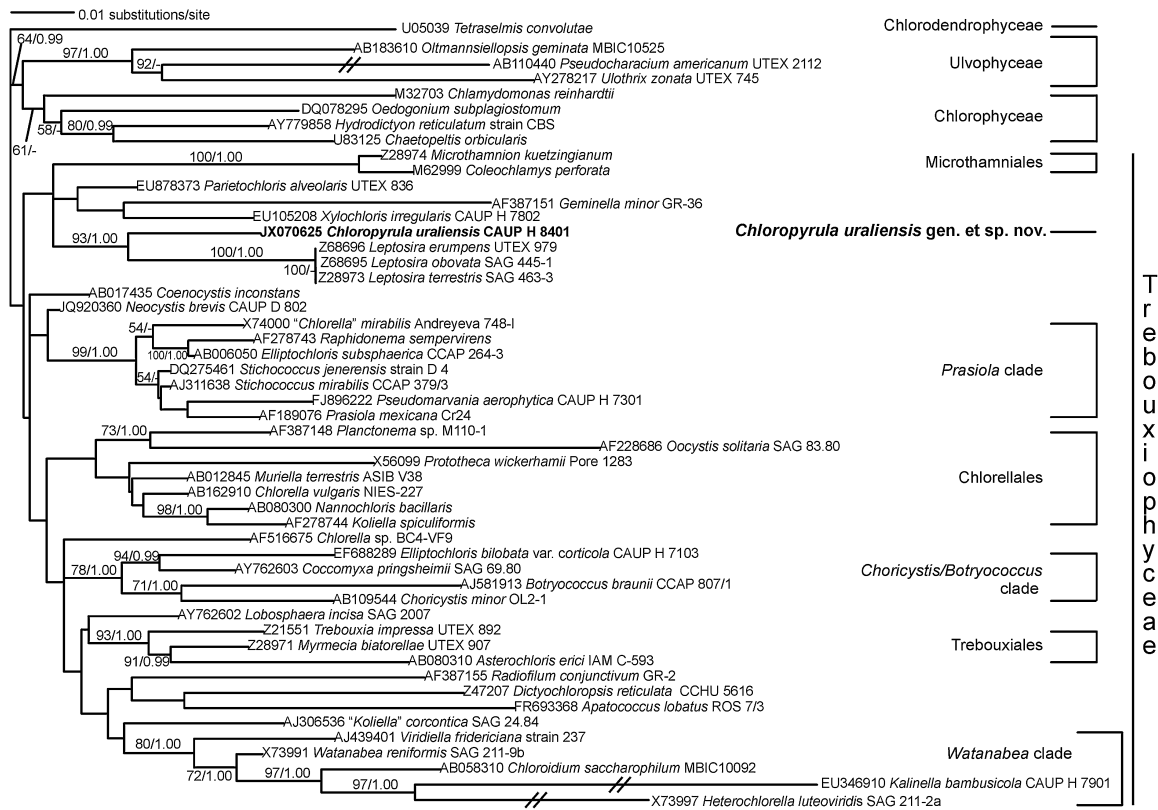 0.01 substitutions/site
U05039 Tetraselmis convolutae
Chlorodendrophyceae
64/0.99
97/1.00
AB183610 Oltmannsiellopsis geminata MBIC10525
92/-
AB110440 Pseudocharacium americanum UTEX 2112
Ulvophyceae
AY278217 Ulothrix zonata UTEX 745
M32703 Chlamydomonas reinhardtii
DQ078295 Oedogonium subplagiostomum
Chlorophyceae
58/-
80/0.99
AY779858 Hydrodictyon reticulatum strain CBS
U83125 Chaetopeltis orbicularis
61/-
100/1.00
Z28974 Microthamnion kuetzingianum
Microthamniales
M62999 Coleochlamys perforata
EU878373 Parietochloris alveolaris UTEX 836
AF387151 Geminella minor GR-36
EU105208 Xylochloris irregularis CAUP H 7802
93/1.00
JX070625 Chloropyrula uraliensis CAUP H 8401
Chloropyrula uraliensis gen. et sp. nov.
100/1.00
Z68696 Leptosira erumpens UTEX 979
Z68695 Leptosira obovata SAG 445-1
100/-
Z28973 Leptosira terrestris SAG 463-3
AB017435 Coenocystis inconstans
JQ920360 Neocystis brevis CAUP D 802
54/-
X74000 "Chlorella" mirabilis Andreyeva 748-I
AF278743 Raphidonema sempervirens
99/1.00
100/1.00
AB006050 Elliptochloris subsphaerica CCAP 264-3
DQ275461 Stichococcus jenerensis strain D 4
Prasiola clade
54/-
AJ311638 Stichococcus mirabilis CCAP 379/3
FJ896222 Pseudomarvania aerophytica CAUP H 7301
AF189076 Prasiola mexicana Cr24
73/1.00
AF387148 Planctonema sp. M110-1
AF228686 Oocystis solitaria SAG 83.80
X56099 Prototheca wickerhamii Pore 1283
AB012845 Muriella terrestris ASIB V38
Chlorellales
AB162910 Chlorella vulgaris NIES-227
98/1.00
AB080300 Nannochloris bacillaris
AF278744 Koliella spiculiformis
AF516675 Chlorella sp. BC4-VF9
94/0.99
EF688289 Elliptochloris bilobata var. corticola CAUP H 7103
78/1.00
AY762603 Coccomyxa pringsheimii SAG 69.80
Choricystis/Botryococcus
clade
71/1.00
AJ581913 Botryococcus braunii CCAP 807/1
AB109544 Choricystis minor OL2-1
AY762602 Lobosphaera incisa SAG 2007
93/1.00
Z21551 Trebouxia impressa UTEX 892
Z28971 Myrmecia biatorellae UTEX 907
Trebouxiales
91/0.99
AB080310 Asterochloris erici IAM C-593
AF387155 Radiofilum conjunctivum GR-2
Z47207 Dictyochloropsis reticulata CCHU 5616
FR693368 Apatococcus lobatus ROS 7/3
AJ306536 "Koliella" corcontica SAG 24.84
80/1.00
AJ439401 Viridiella fridericiana strain 237
X73991 Watanabea reniformis SAG 211-9b
Watanabea clade
72/1.00
97/1.00
AB058310 Chloroidium saccharophilum MBIC10092
97/1.00
EU346910 Kalinella bambusicola CAUP H 7901
X73997 Heterochlorella luteoviridis SAG 211-2a
Trebouxiophyceae